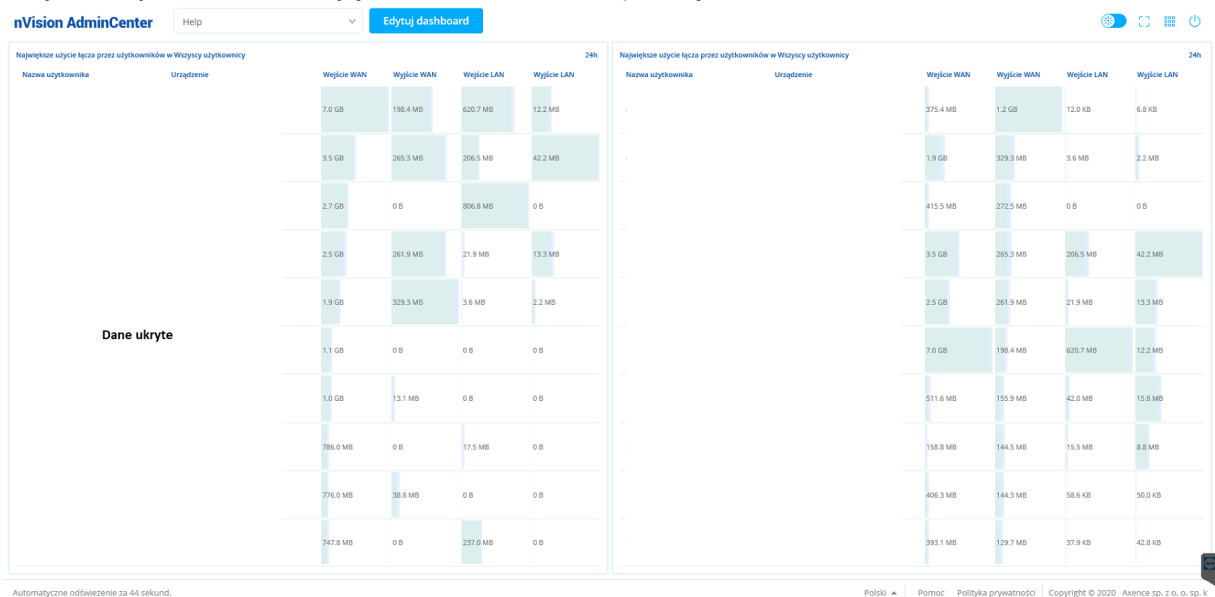 nVision AdminCenter Help Edytuj dashboard
Największe użycie łącza przez użytkowników w Wszyscy użytkownicy 24h
Nazwa użytkownika Urządzenie Wejście WAN Wyjście WAN Wejście LAN Wyjście LAN
7.0 GB 198.4 MB 620.7 MB 12.2 MB
3.5 GB 265.3 MB 206.5 MB 42.2 MB
2.7 GB 0 B 806.8 MB 0 B
2.5 GB 261.9 MB 21.9 MB 13.3 MB
1.9 GB 329.3 MB 3.6 MB 2.2 MB
Dane ukryte
1.1 GB 0 B 0 B 0 B
1.0 GB 13.1 MB 0 B 0 B
786.0 MB 0 B 17.5 MB 0 B
776.0 MB 38.8 MB 0 B 0 B
747.8 MB 0 B 237.0 MB 0 B
Największe użycie łącza przez użytkowników w Wszyscy użytkownicy 24h
Nazwa użytkownika Urządzenie Wejście WAN Wyjście WAN Wejście LAN Wyjście LAN
375.4 MB 1.2 GB 12.0 KB 6.8 KB
1.9 GB 329.3 MB 3.6 MB 2.2 MB
415.5 MB 272.5 MB 0 B 0 B
3.5 GB 265.3 MB 206.5 MB 42.2 MB
2.5 GB 261.9 MB 21.9 MB 13.3 MB
7.0 GB 198.4 MB 620.7 MB 12.2 MB
511.6 MB 155.9 MB 42.0 MB 15.8 MB
158.8 MB 144.5 MB 15.5 MB 8.8 MB
406.3 MB 144.3 MB 58.6 KB 50.0 KB
393.1 MB 129.7 MB 37.9 KB 42.8 KB
Automatyczne odświeżenie za 44 sekund. Polski Pomoc Polityka prywatności Copyright © 2020 Axence sp. z o. o. sp. k